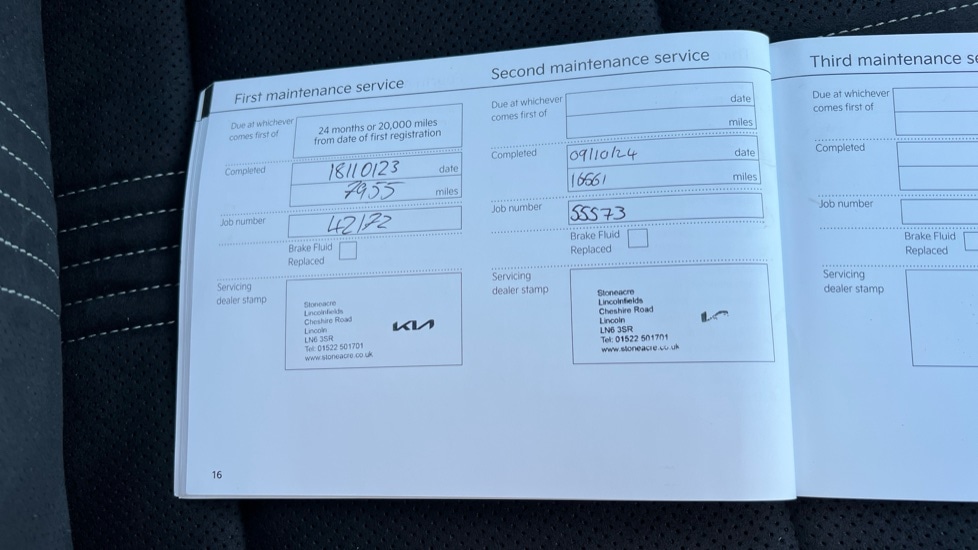 First maintenance service
Due at whichever
comes first of
24 months or 20,000 miles
from date of first registration
Completed
18/10/23 date
7955 miles
Job number
42172
Brake Fluid
Replaced
Servicing
dealer stamp
Stoneacre
Lincolnfields
Cheshire Road
Lincoln
LN6 3SR
Tel: 01522 501701
www.stoneacre.co.uk
KIA
16
Second maintenance service
Due at whichever
comes first of
date
miles
Completed
09/10/24 date
16661 miles
Job number
55573
Brake Fluid
Replaced
Servicing
dealer stamp
Stoneacre
Lincolnfields
Cheshire Road
Lincoln
LN6 3SR
Tel: 01522 501701
www.stoneacre.co.uk
Third maintenance se
Due at whichever
comes first of
Completed
Job number
Brake Fluid
Replaced
Servicing
dealer stamp